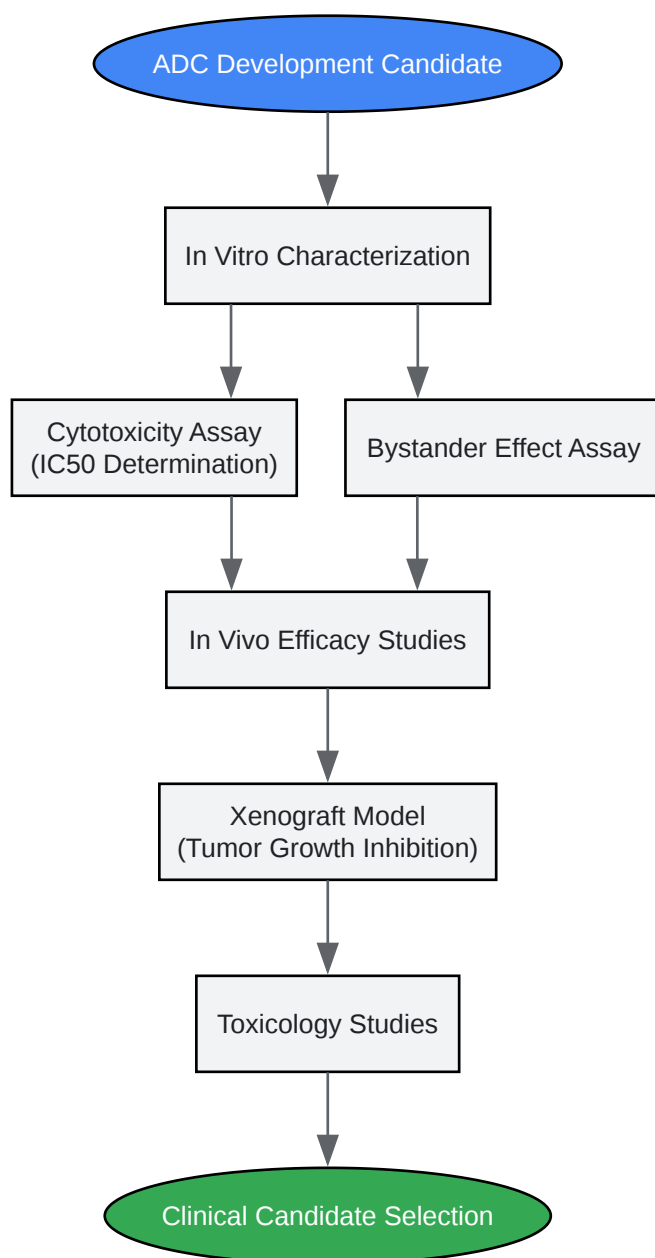 ADC Development Candidate
In Vitro Characterization
Cytotoxicity Assay
(IC50 Determination)
Bystander Effect Assay
In Vivo Efficacy Studies
Xenograft Model
(Tumor Growth Inhibition)
Toxicology Studies
Clinical Candidate Selection